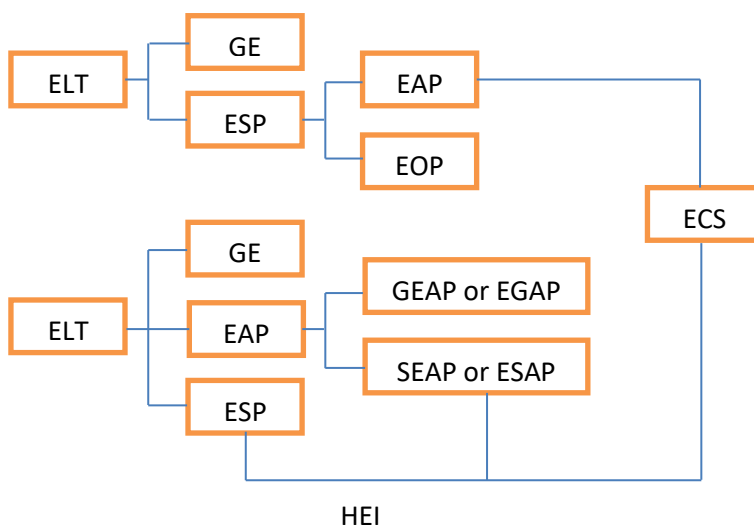 GE
ELT
EAP
ESP
EOP
ECS
GE
GEAP or EGAP
ELT
EAP
SEAP or ESAP
ESP
HEI